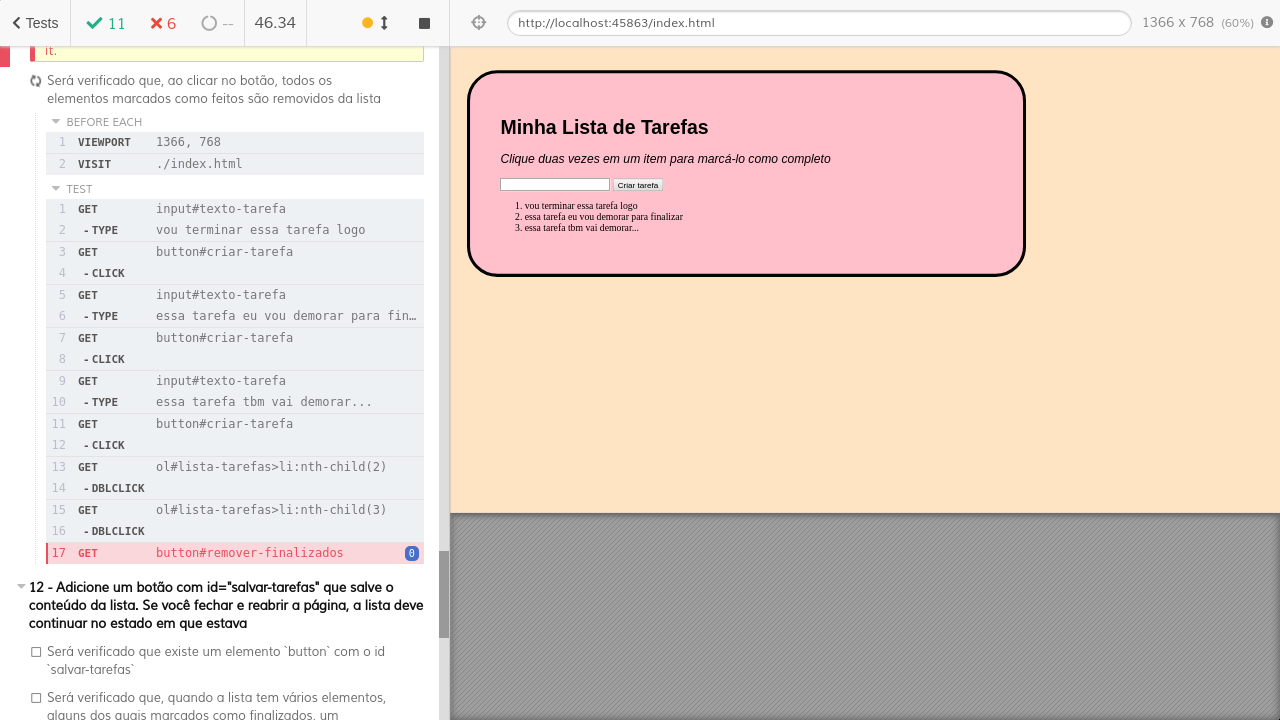 Tests
11
6
--
46.34
http://localhost:45863/index.html
1366 x 768 (60%)
it.
Será verificado que, ao clicar no botão, todos os
elementos marcados como feitos são removidos da lista
BEFORE EACH
1 VIEWPORT 1366, 768
2 VISIT ./index.html
TEST
1 GET input#texto-tarefa
2 -TYPE vou terminar essa tarefa logo
3 GET button#criar-tarefa
4 -CLICK
5 GET input#texto-tarefa
6 -TYPE essa tarefa eu vou demorar para fin…
7 GET button#criar-tarefa
8 -CLICK
9 GET input#texto-tarefa
10 -TYPE essa tarefa tbm vai demorar...
11 GET button#criar-tarefa
12 -CLICK
13 GET ol#lista-tarefas>li:nth-child(2)
14 -DBLCLICK
15 GET ol#lista-tarefas>li:nth-child(3)
16 -DBLCLICK
17 GET button#remover-finalizados 0
12 - Adicione um botão com id="salvar-tarefas" que salve o
conteúdo da lista. Se você fechar e reabrir a página, a lista deve
continuar no estado em que estava
Será verificado que existe um elemento `button` com o id
`salvar-tarefas`
Será verificado que, quando a lista tem vários elementos,
alguns dos quais marcados como finalizados, um
Minha Lista de Tarefas
Clique duas vezes em um item para marcá-lo como completo
Criar tarefa
1. vou terminar essa tarefa logo
2. essa tarefa eu vou demorar para finalizar
3. essa tarefa tbm vai demorar...